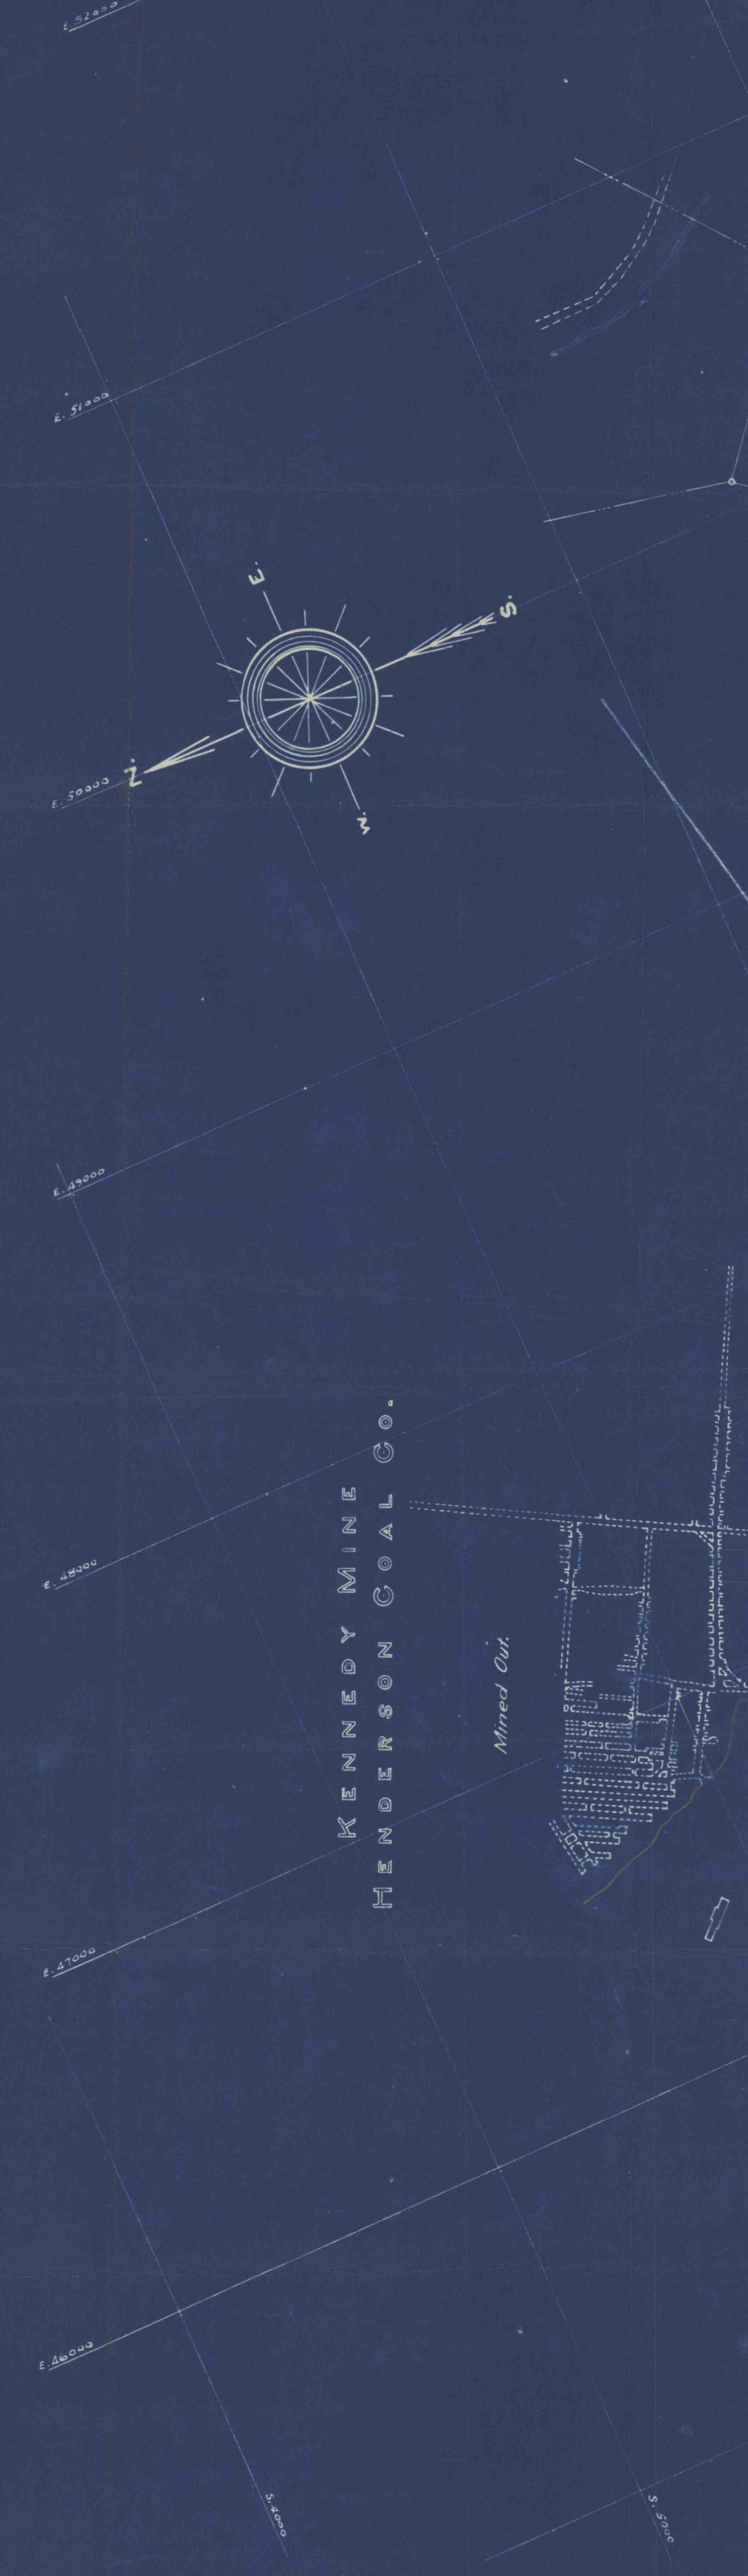 E. 52000
E. 51000
E.
S.
N.
E. 50000
W.
E. 49000
KENNEDY MINE
HENDERSON COAL CO.
E. 48000
Mined Out.
E. 47000
E. 46000
S. 4000
S. 5000